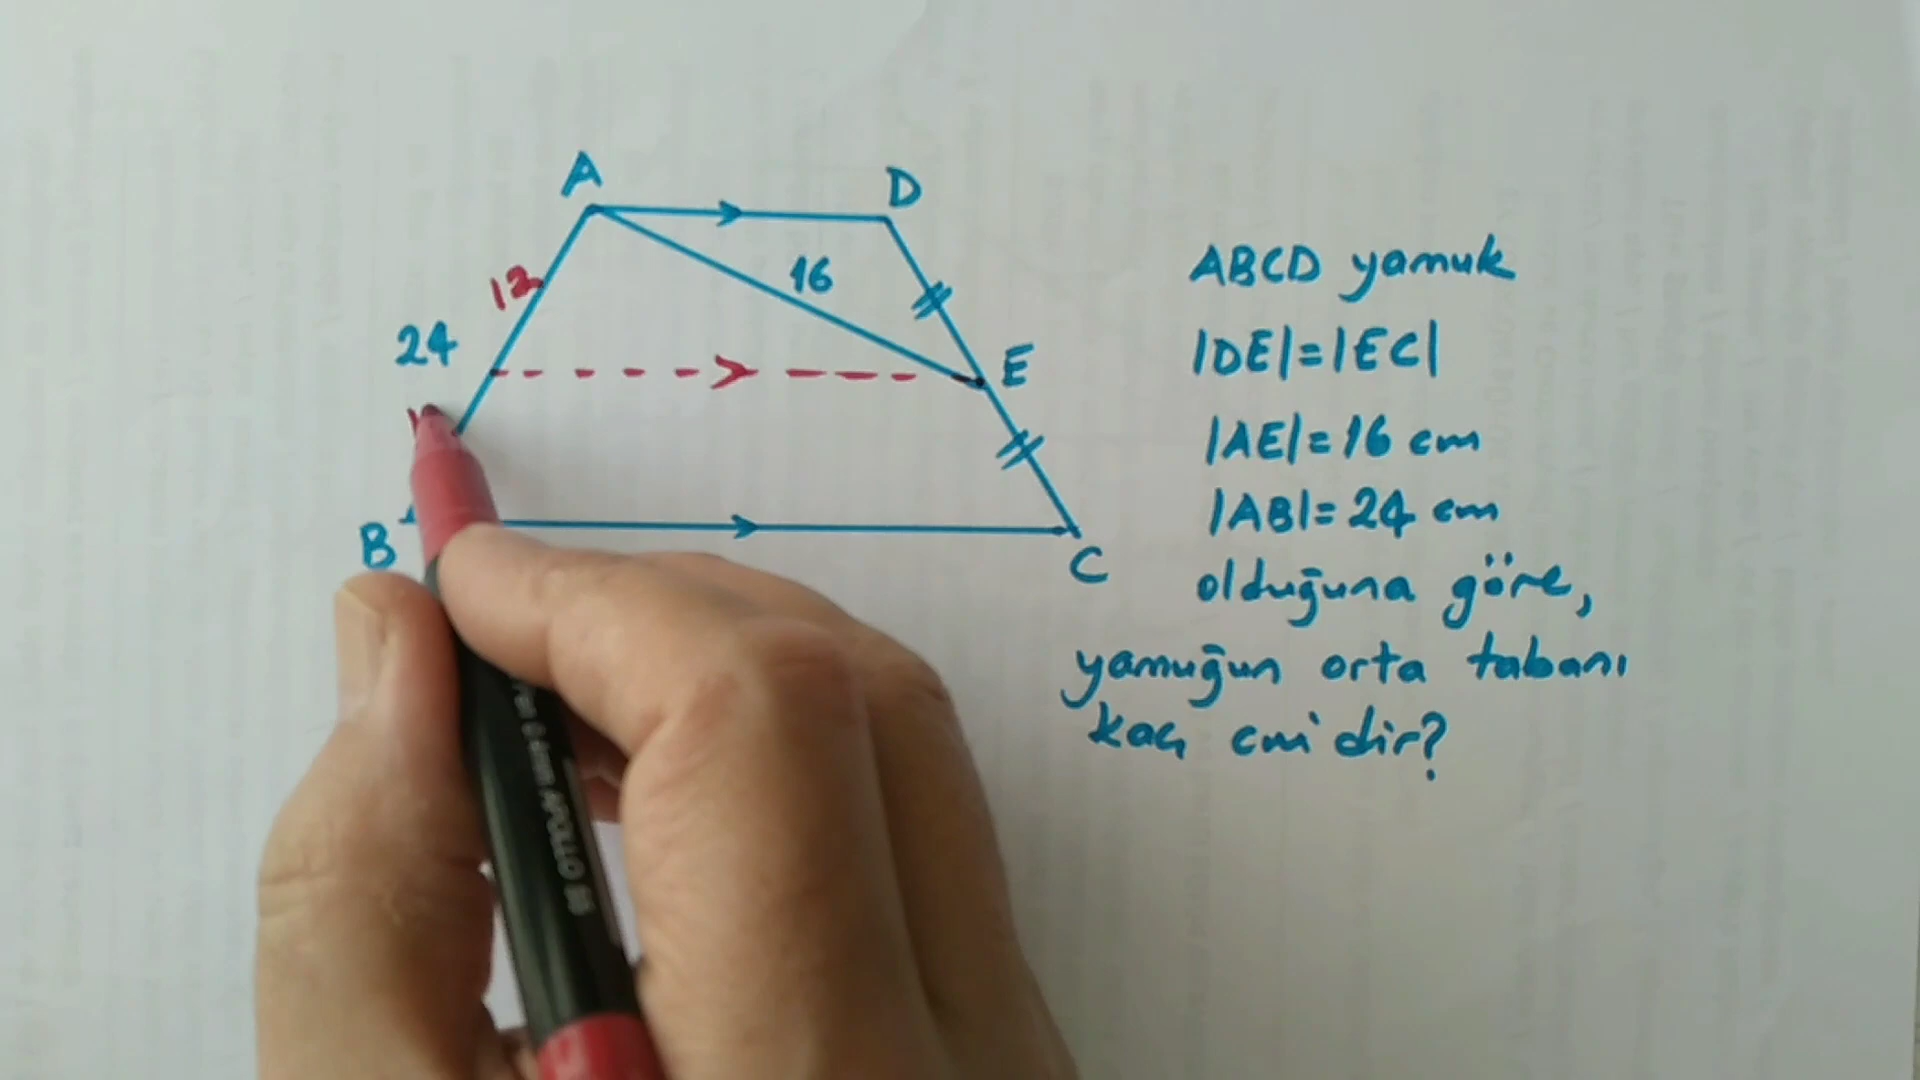 A
D
12
16
24
E
B
C
ABCD yamuk
|DE|=|EC|
|AE|=16 cm
|AB|=24 cm
olduğuna göre,
yamuğun orta tabanı
kaç cm'dir?
APOLLO